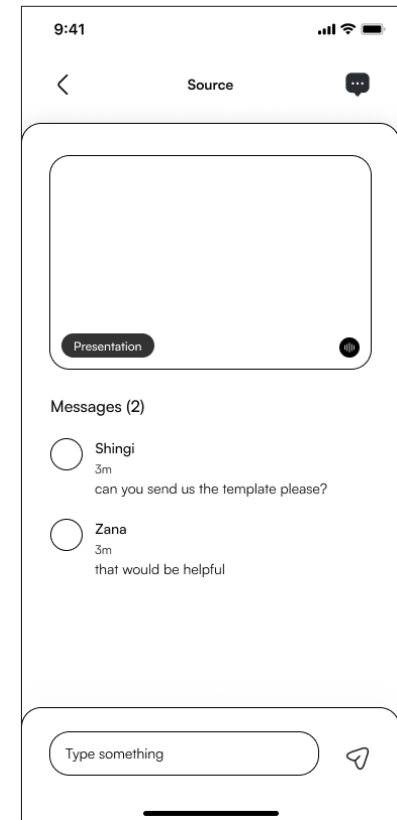 9:41
Source
Presentation
Messages (2)
Shingi
3m
can you send us the template please?
Zana
3m
that would be helpful
Type something